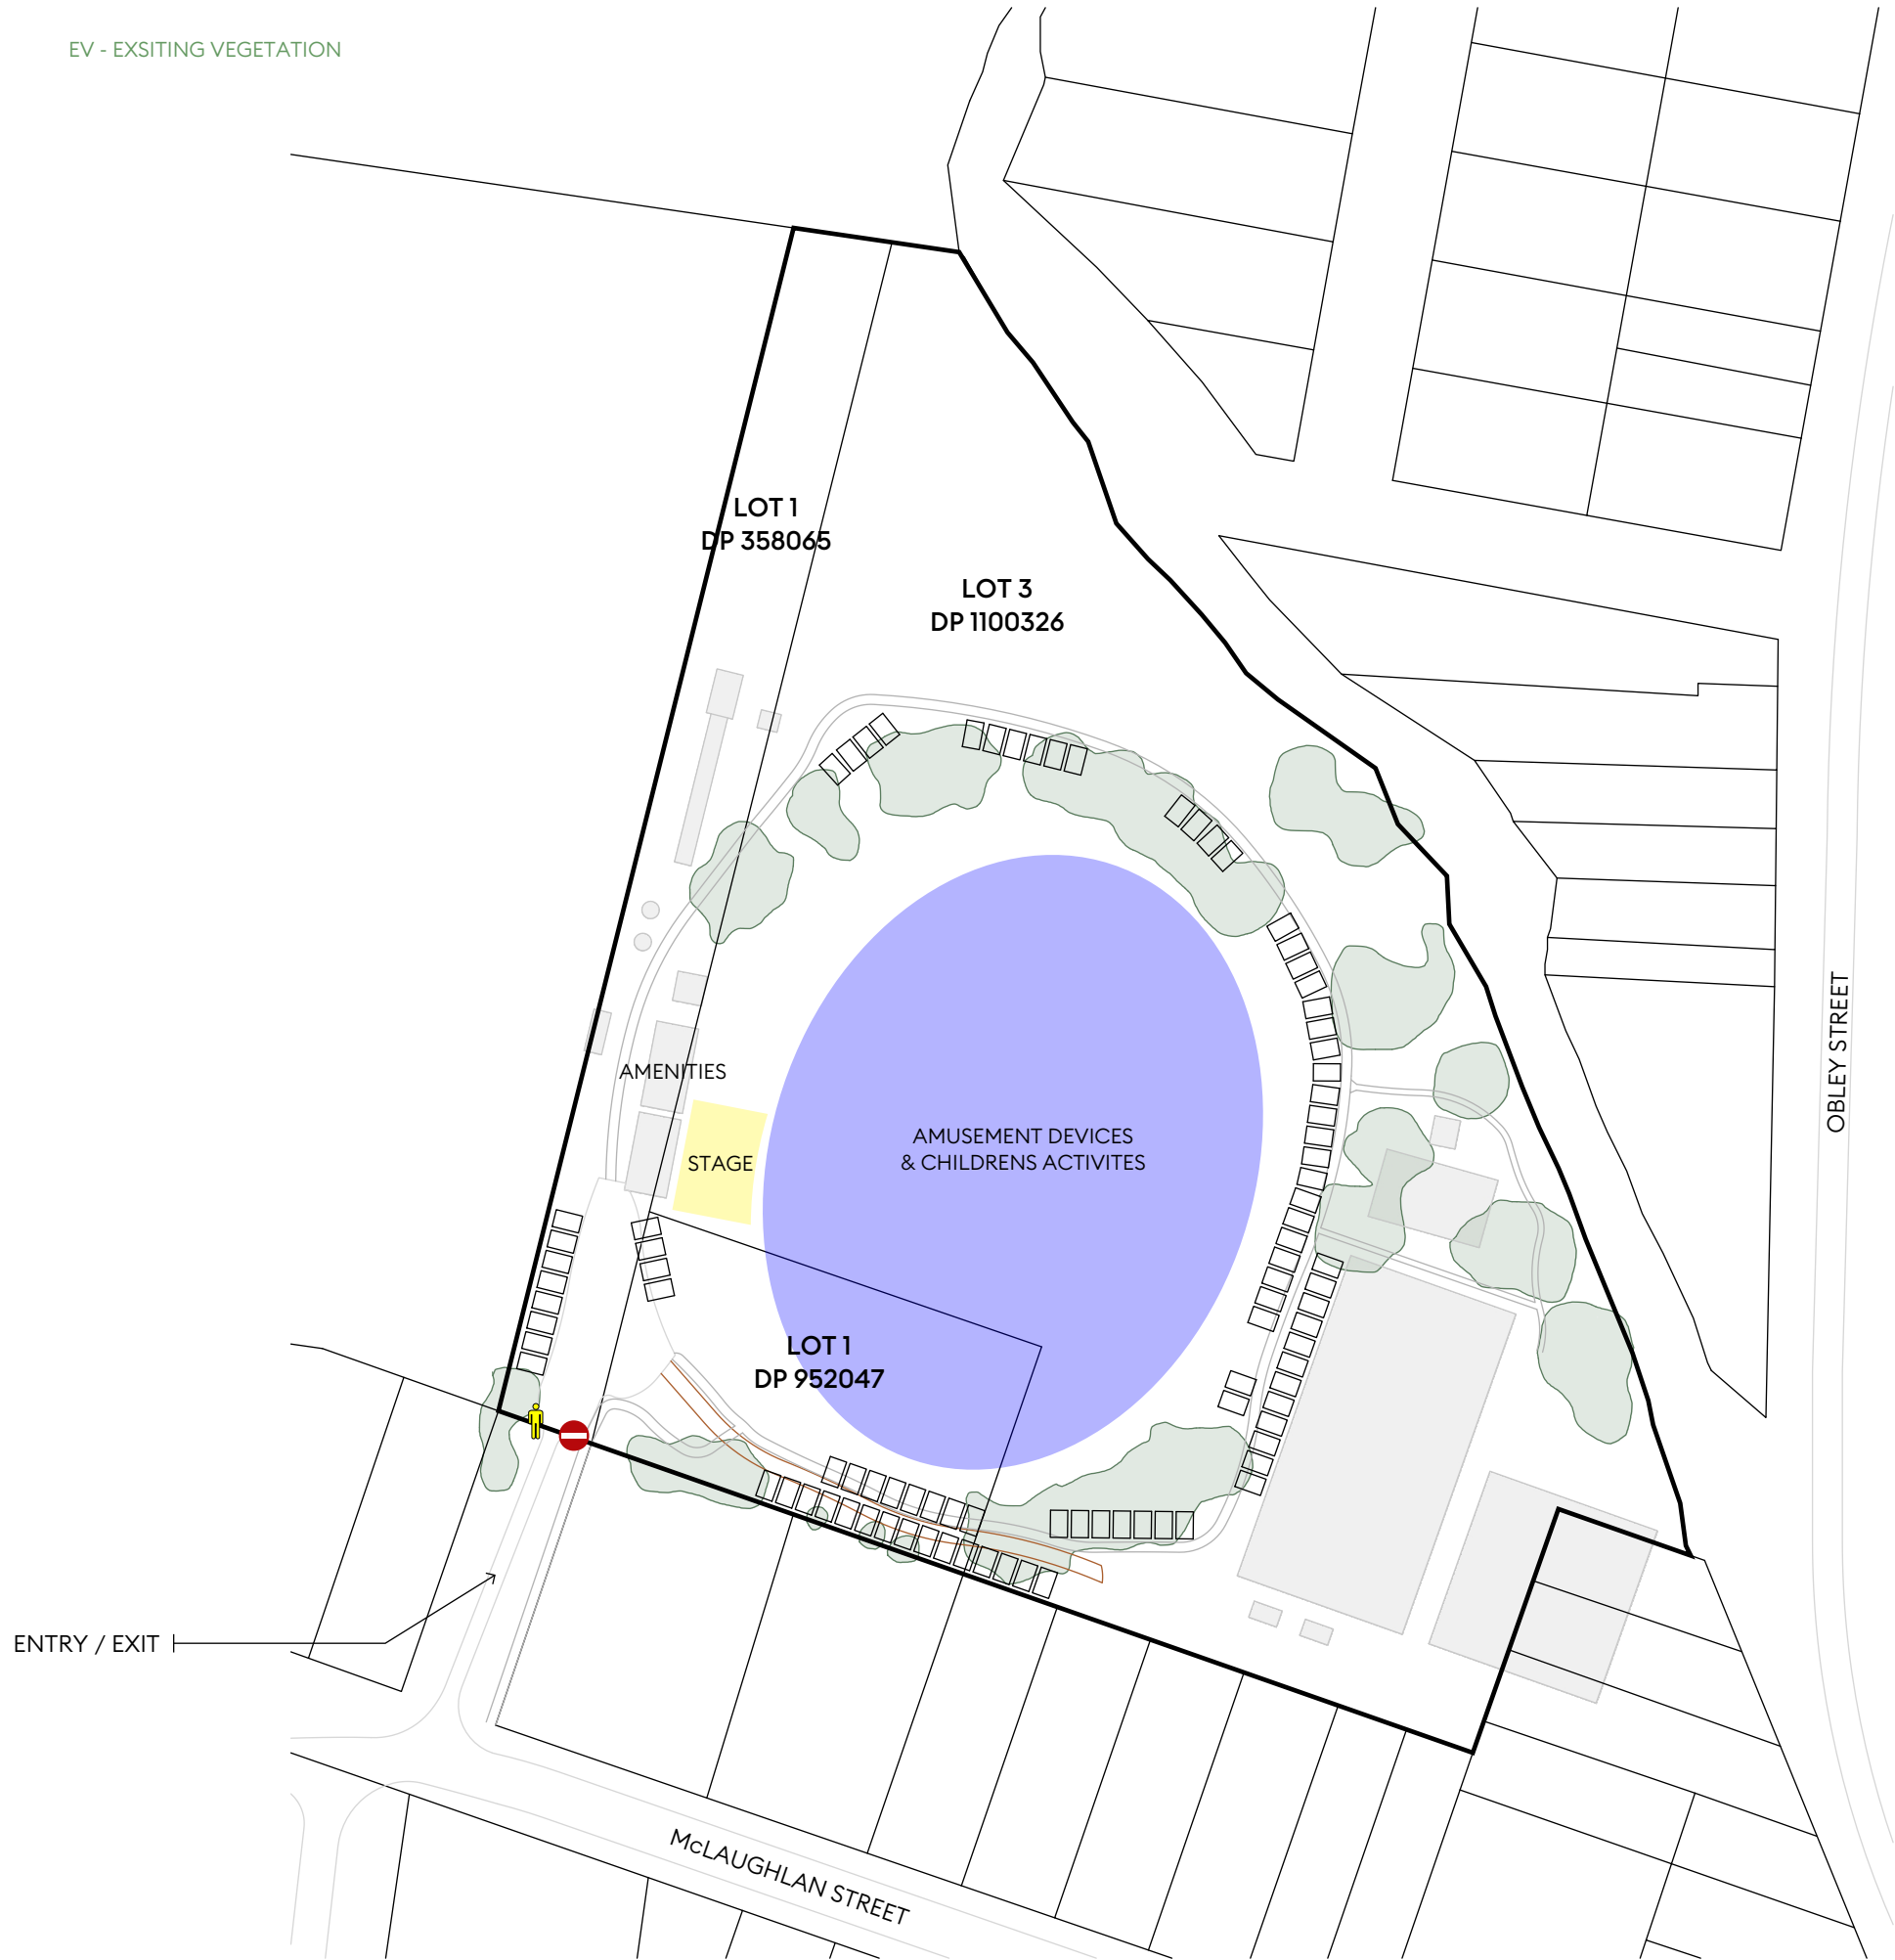 EV - EXSITING VEGETATION
LOT 1
DP 358065
LOT 3
DP 1100326
AMENITIES
STAGE
AMUSEMENT DEVICES
& CHILDRENS ACTIVITES
OBLEY STREET
LOT 1
DP 952047
ENTRY / EXIT
McLAUGHLAN STREET